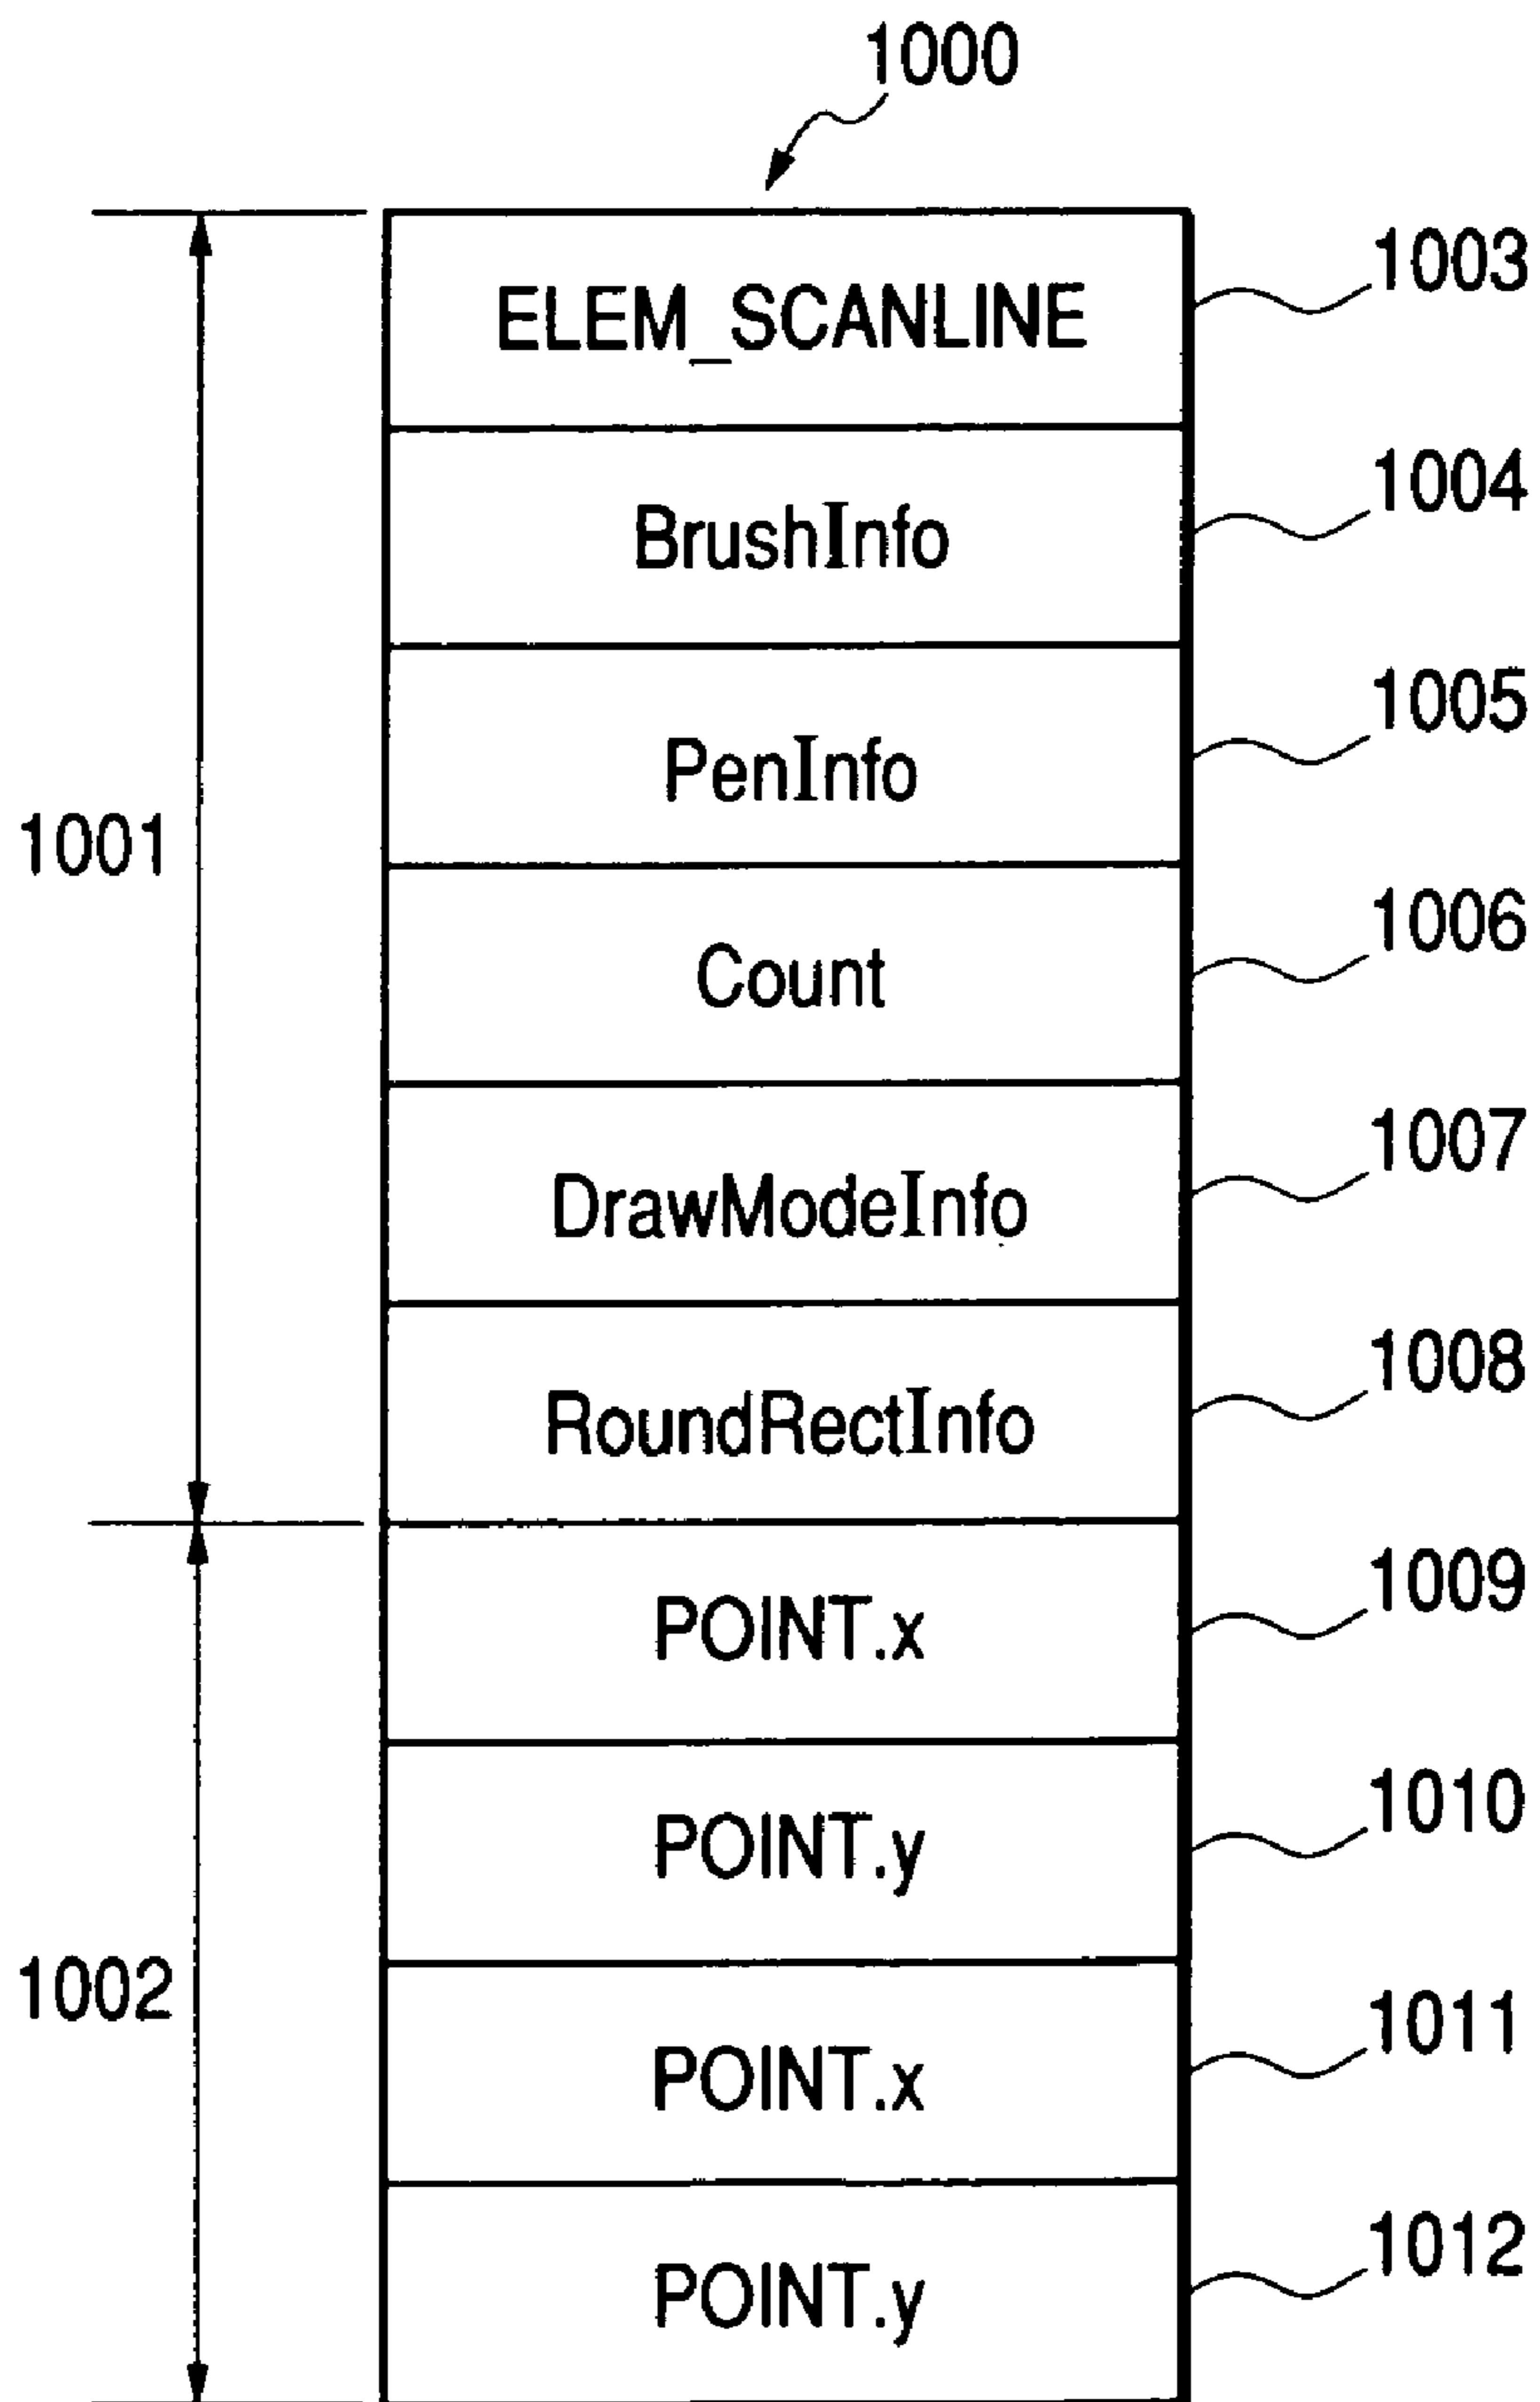 1000
ELEM_SCANLINE 1003
BrushInfo 1004
PenInfo 1005
1001
Count 1006
DrawModeInfo 1007
RoundRectInfo 1008
POINT.x 1009
POINT.y 1010
1002
POINT.x 1011
POINT.y 1012